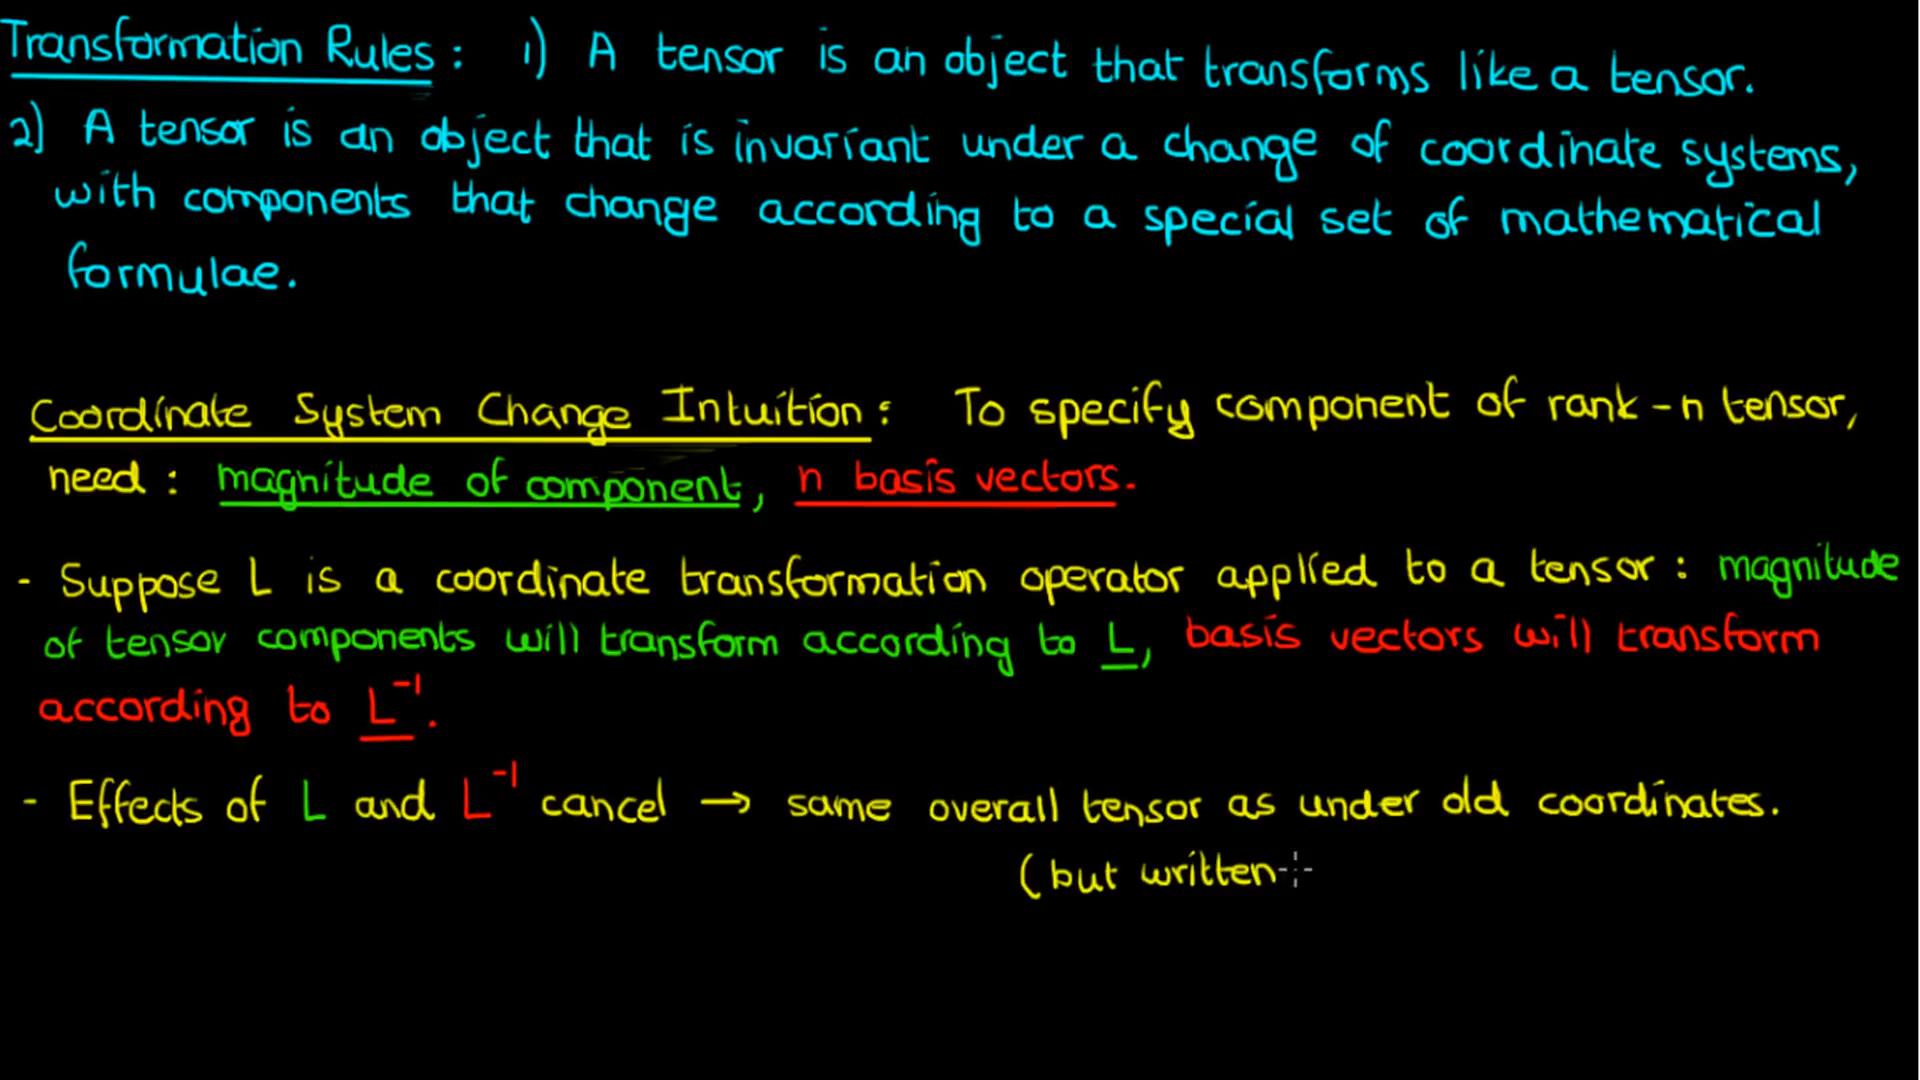 Transformation Rules: 1) A tensor is an object that transforms like a tensor.
2) A tensor is an object that is invariant under a change of coordinate systems,
with components that change according to a special set of mathematical
formulae.
Coordinate System Change Intuition: To specify component of rank-n tensor,
need: magnitude of component, n basis vectors.
- Suppose L is a coordinate transformation operator applied to a tensor: magnitude
of tensor components will transform according to L, basis vectors will transform
according to L⁻¹.
- Effects of L and L⁻¹ cancel → same overall tensor as under old coordinates.
(but written